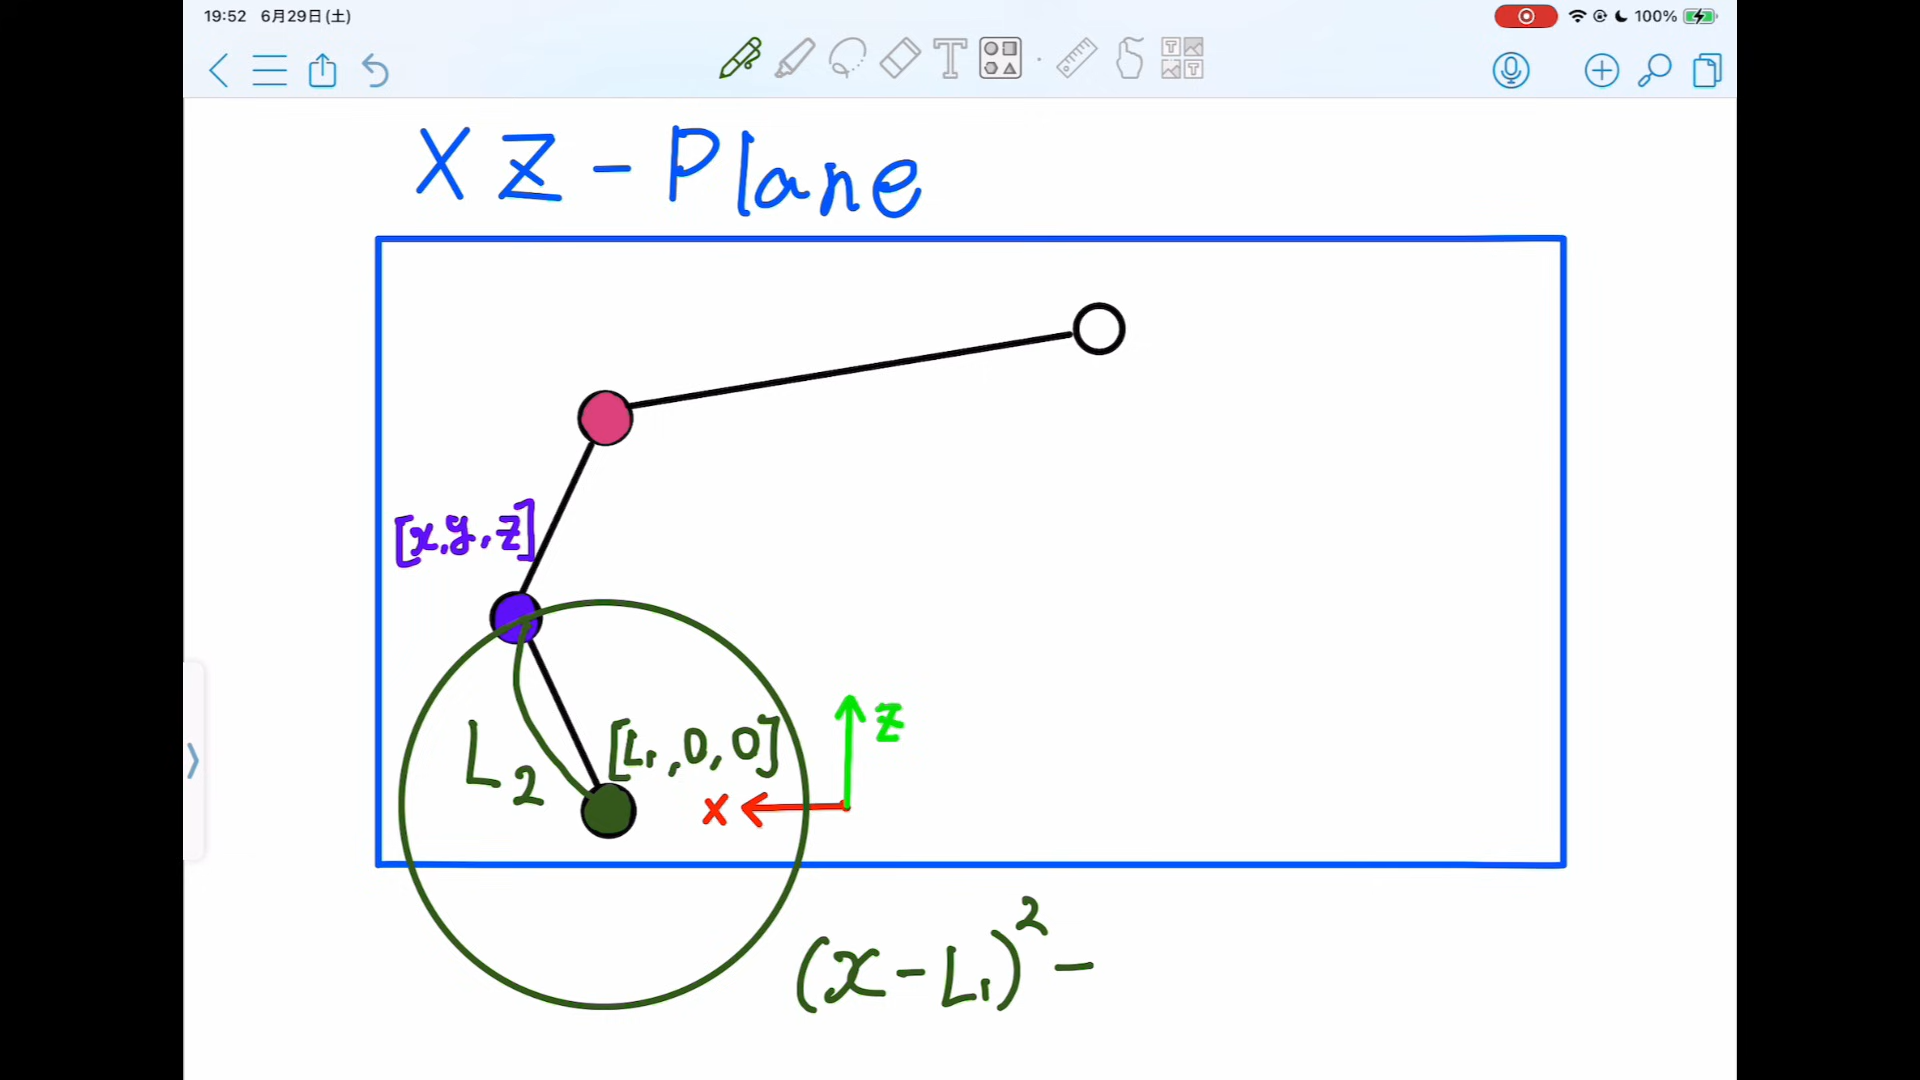 19:52 6月29日(土)
100%
XZ-Plane
[x,y,z]
z
[L₁,0,0]
L₂
x
(x-L₁)²-